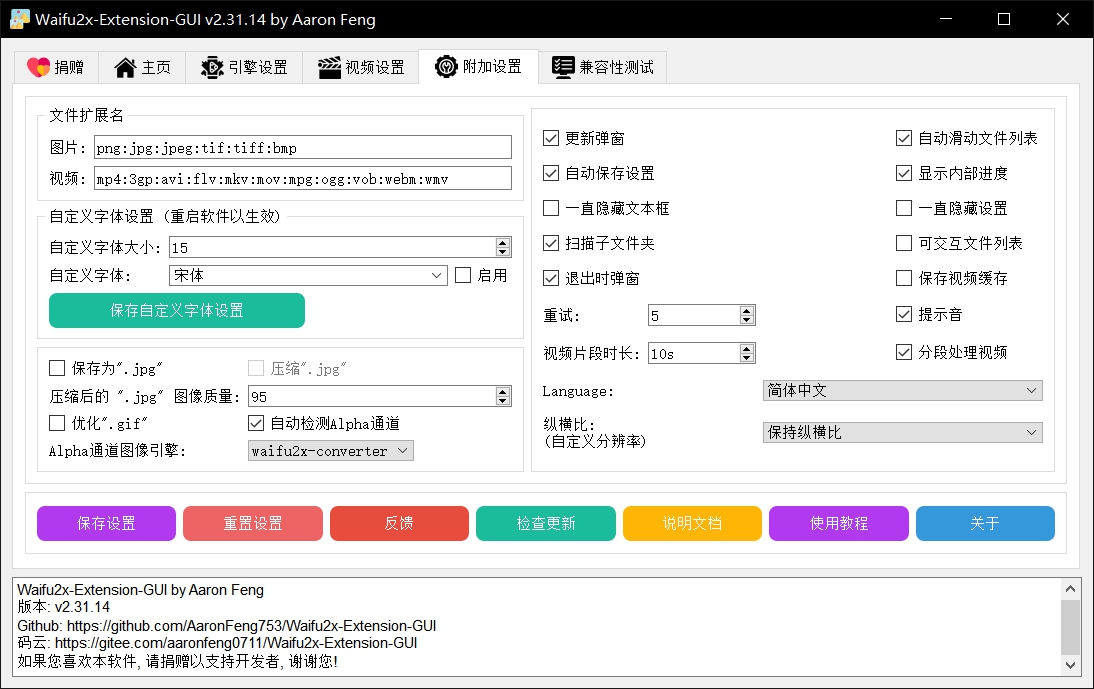 Waifu2x-Extension-GUI v2.31.14 by Aaron Feng
捐赠 主页 引擎设置 视频设置 附加设置 兼容性测试
文件扩展名
图片: png:jpg:jpeg:tif:tiff:bmp
视频: mp4:3gp:avi:flv:mkv:mov:mpg:ogg:vob:webm:wmv
自定义字体设置 (重启软件以生效)
自定义字体大小: 15
自定义字体: 宋体 启用
保存自定义字体设置
保存为".jpg" 压缩".jpg"
压缩后的 ".jpg" 图像质量: 95
优化".gif" 自动检测Alpha通道
Alpha通道图像引擎: waifu2x-converter
更新弹窗 自动滑动文件列表
自动保存设置 显示内部进度
一直隐藏文本框 一直隐藏设置
扫描子文件夹 可交互文件列表
退出时弹窗 保存视频缓存
重试: 5 提示音
视频片段时长: 10s 分段处理视频
Language: 简体中文
纵横比:
(自定义分辨率) 保持纵横比
保存设置 重置设置 反馈 检查更新 说明文档 使用教程 关于
Waifu2x-Extension-GUI by Aaron Feng
版本: v2.31.14
Github: https://github.com/AaronFeng753/Waifu2x-Extension-GUI
码云: https://gitee.com/aaronfeng0711/Waifu2x-Extension-GUI
如果您喜欢本软件, 请捐赠以支持开发者, 谢谢您!